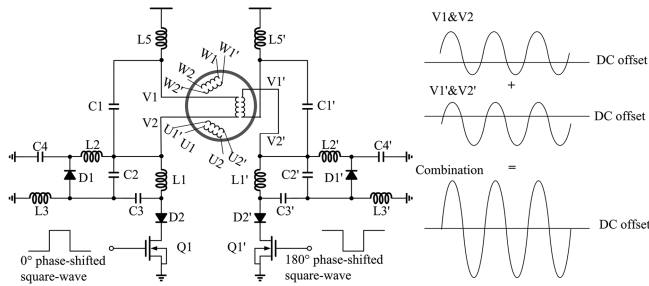 L5
L5'
W1
W1'
W2
W2'
V1
V1'
C1
C1'
V2
V2'
U1'
U1
U2
U2'
C4
L2
L2'
C4'
D1
C2
L1
L1'
C2'
D1'
L3
C3
C3'
L3'
D2
D2'
Q1
Q1'
0° phase-shifted
square-wave
180° phase-shifted
square-wave
V1&V2
DC offset
+
V1'&V2'
DC offset
Combination
=
DC offset